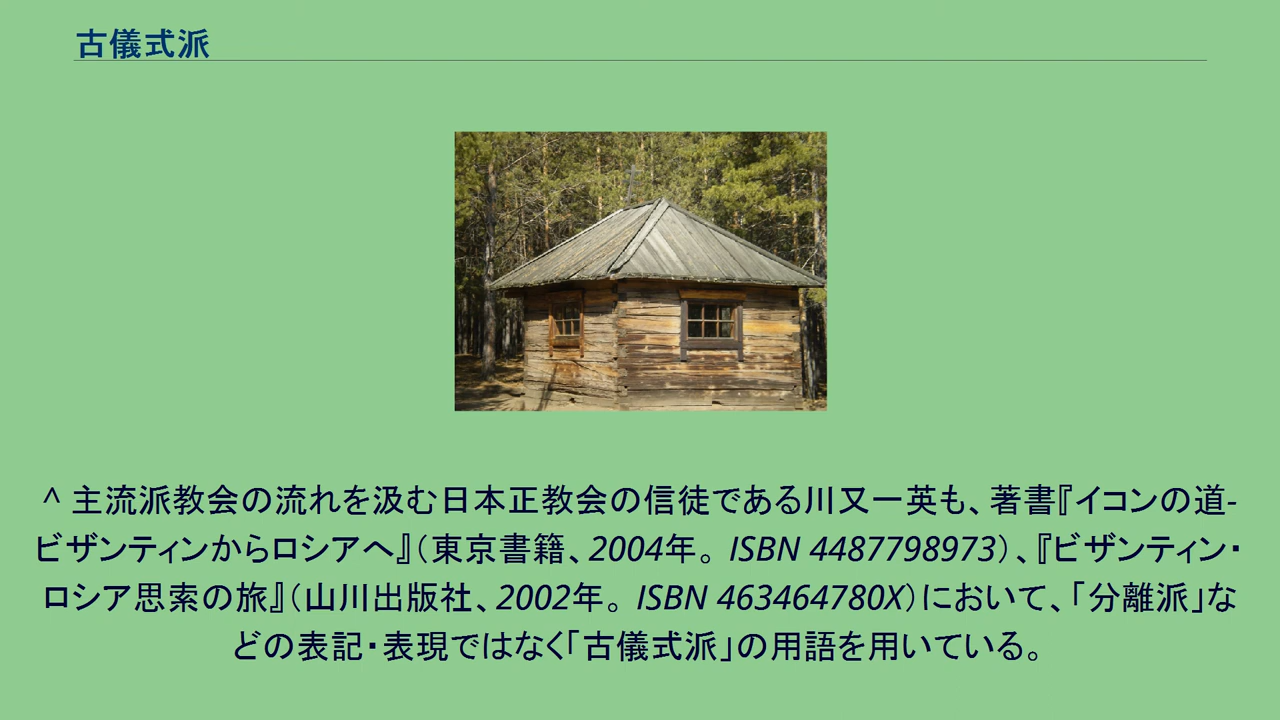 古儀式派
^ 主流派教会の流れを汲む日本正教会の信徒である川又一英も、著書『イコンの道-
ビザンティンからロシアへ』（東京書籍、2004年。ISBN 4487798973）、『ビザンティン・
ロシア思索の旅』（山川出版社、2002年。ISBN 463464780X）において、「分離派」な
どの表記・表現ではなく「古儀式派」の用語を用いている。